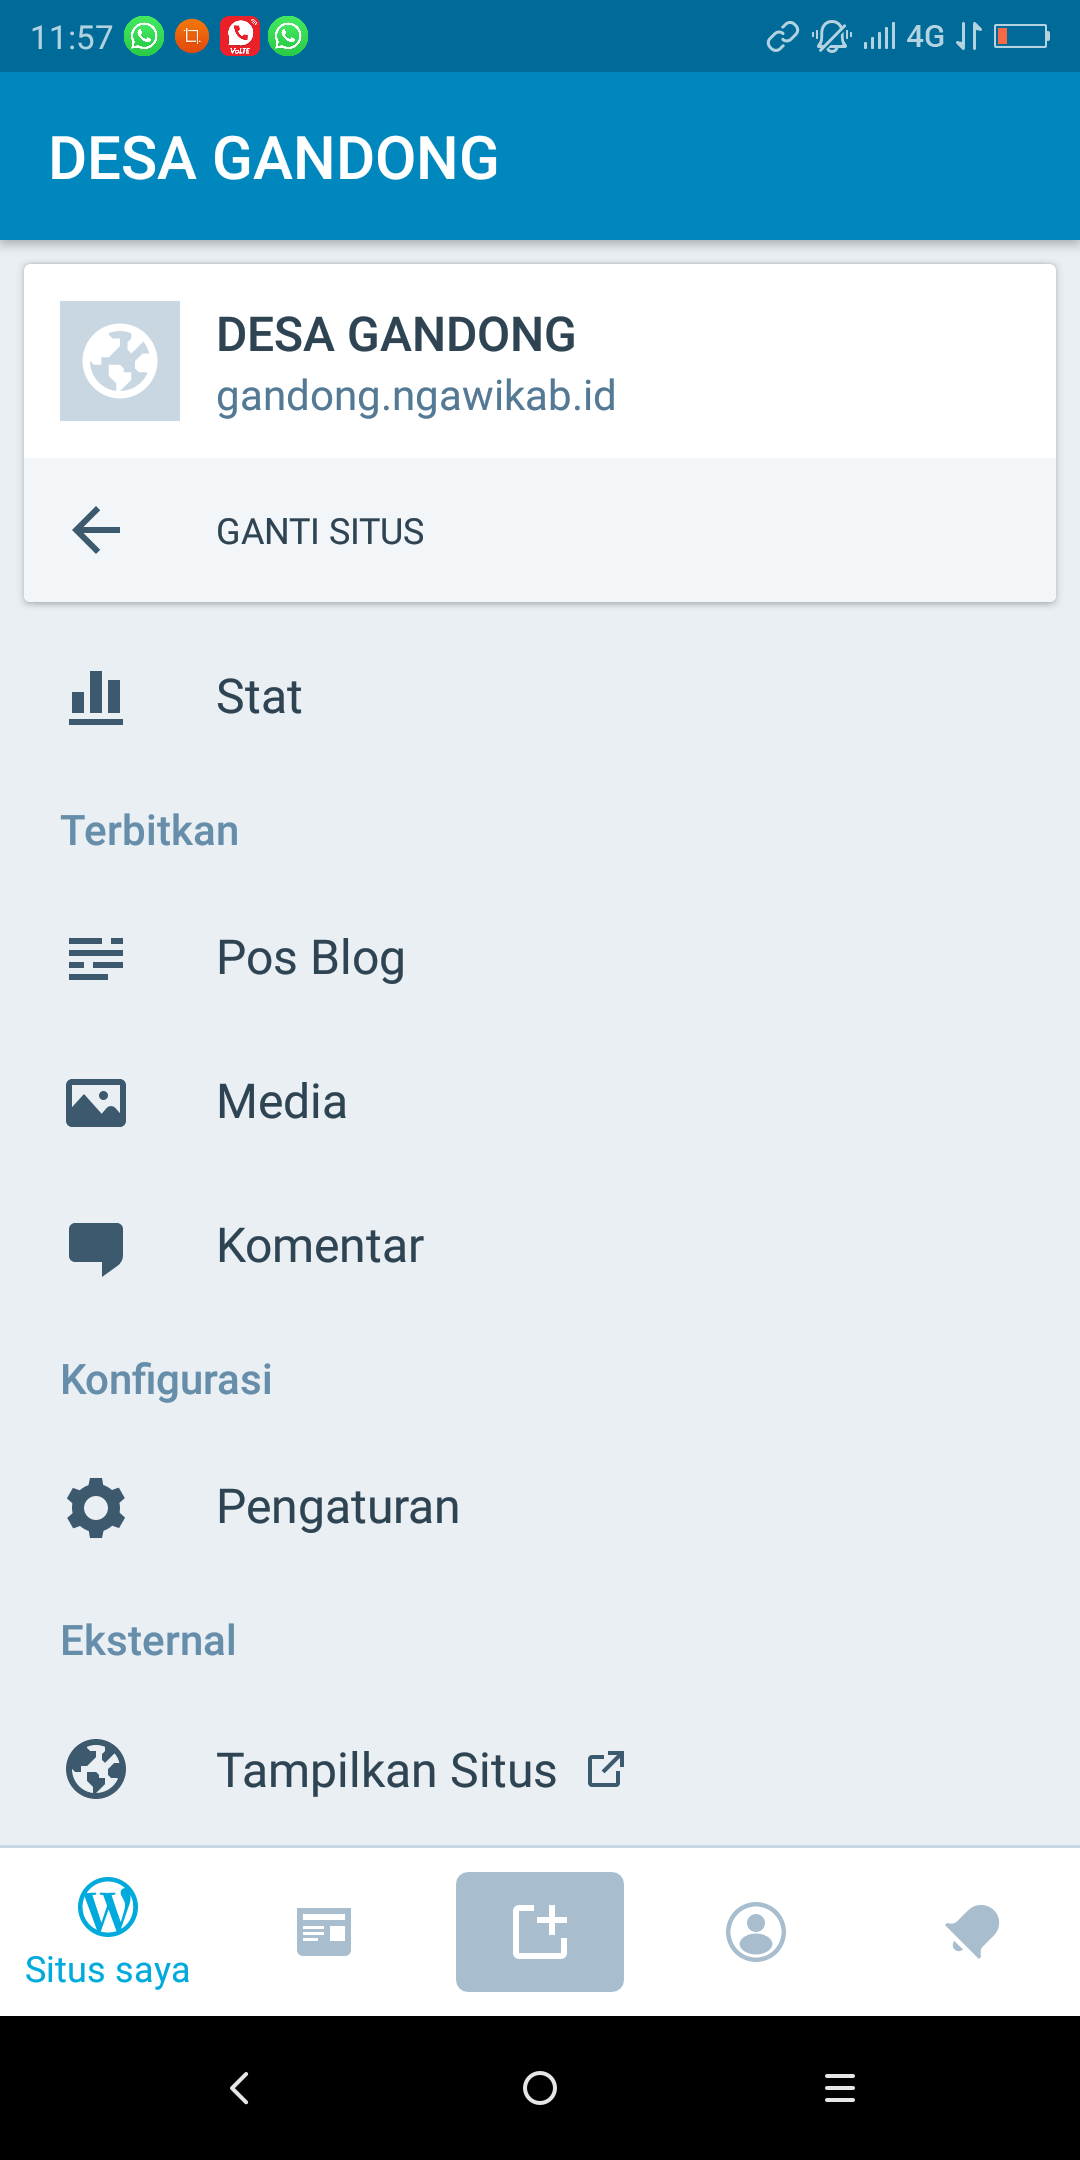 11:57 4G
DESA GANDONG
DESA GANDONG
gandong.ngawikab.id
GANTI SITUS
Stat
Terbitkan
Pos Blog
Media
Komentar
Konfigurasi
Pengaturan
Eksternal
Tampilkan Situs
Situs saya